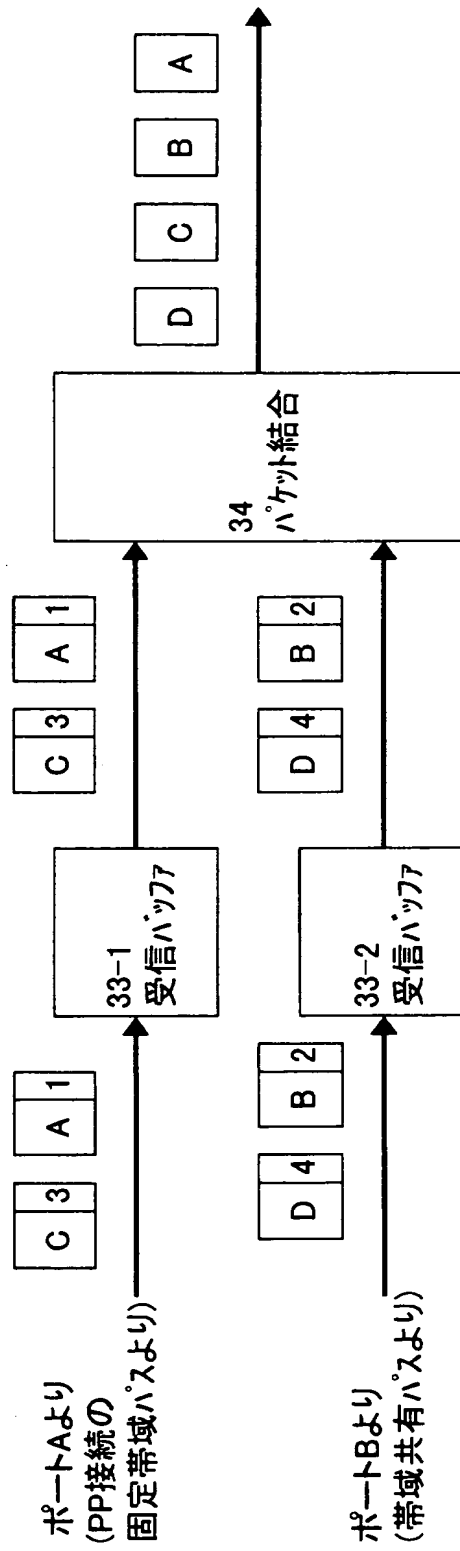 ポートAより
(PP接続の
固定帯域パスより)
C 3
A 1
33-1
受信バッファ
C 3
A 1
ポートBより
(帯域共有パスより)
D 4
B 2
33-2
受信バッファ
D 4
B 2
34
パケット結合
D
C
B
A